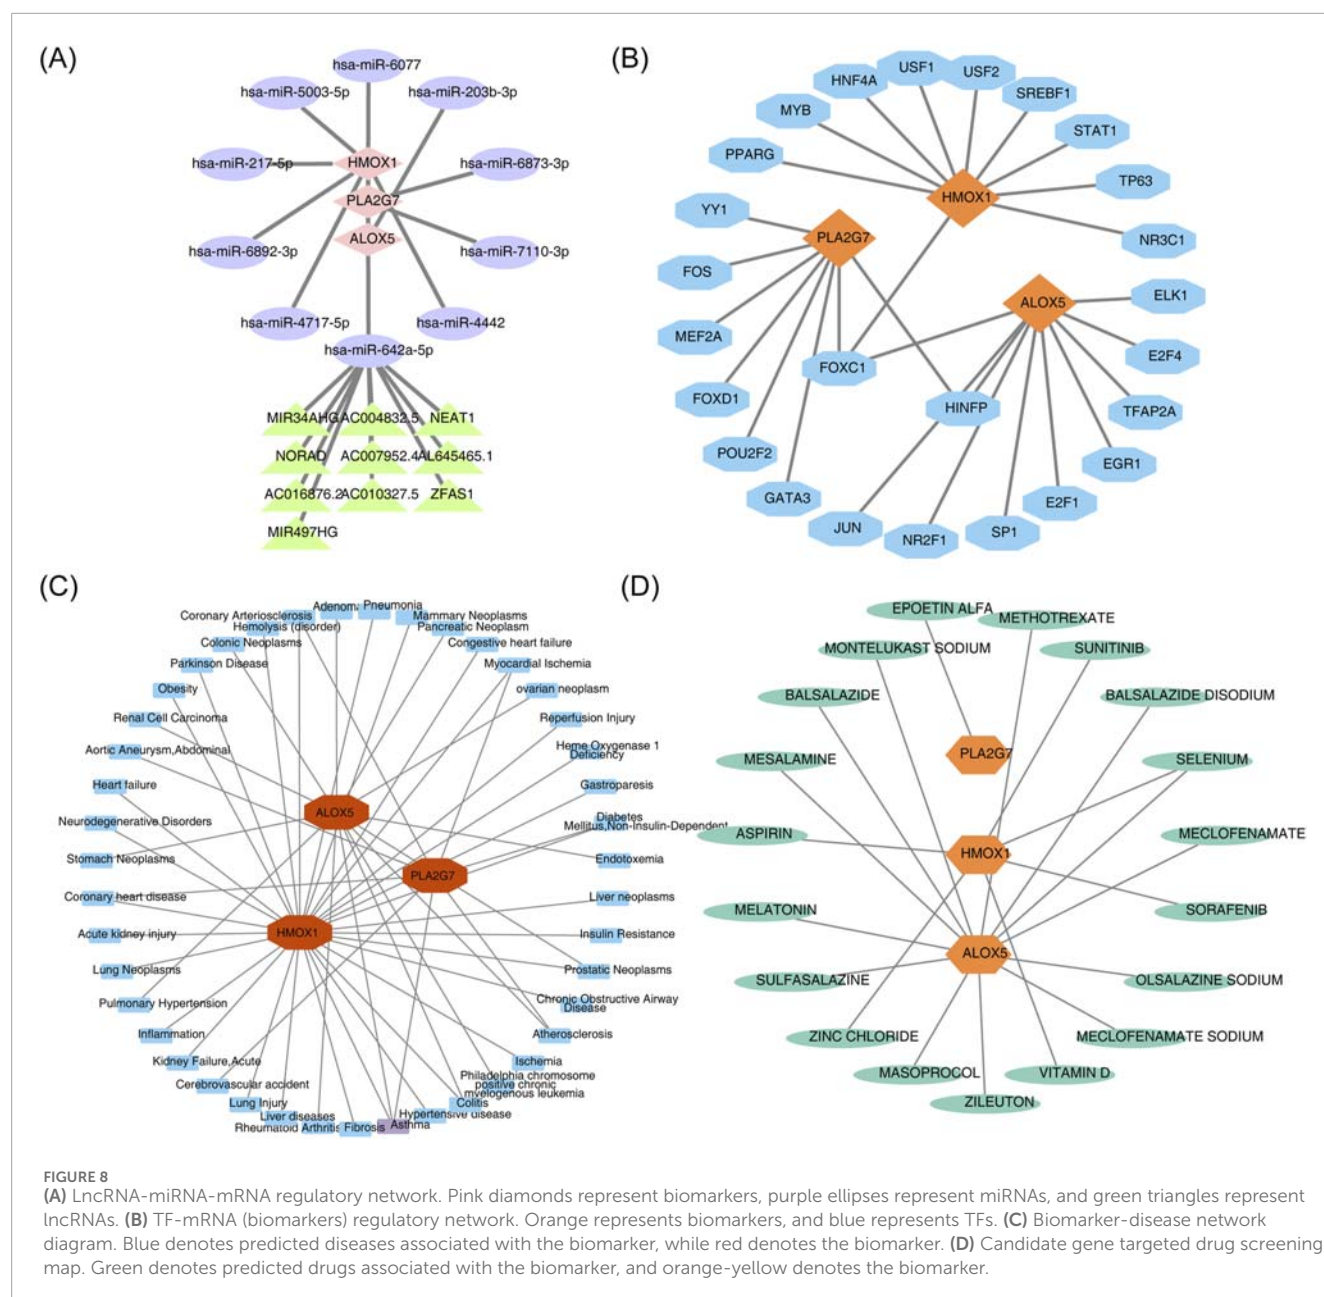 (A)
hsa-miR-6077
hsa-miR-5003-5p
hsa-miR-203b-3p
hsa-miR-217-5p
HMOX1
hsa-miR-6873-3p
PLA2G7
ALOX5
hsa-miR-6892-3p
hsa-miR-7110-3p
hsa-miR-4717-5p
hsa-miR-4442
hsa-miR-642a-5p
MIR34AHG
AC004832.5
NEAT1
NORAD
AC007952.4
AL645465.1
AC016876.2
AC010327.5
ZFAS1
MIR497HG
(B)
USF1
USF2
HNF4A
SREBF1
MYB
STAT1
PPARG
TP63
HMOX1
YY1
PLA2G7
NR3C1
FOS
ALOX5
ELK1
MEF2A
E2F4
FOXC1
FOXD1
HINFP
TFAP2A
POU2F2
EGR1
GATA3
E2F1
JUN
NR2F1
SP1
(C)
Adenom
Pneumonia
Coronary Arteriosclerosis
Mammary Neoplasms
Hemolysis (disorder)
Pancreatic Neoplasm
Colonic Neoplasms
Congestive heart failure
Parkinson Disease
Myocardial Ischemia
Obesity
ovarian neoplasm
Renal Cell Carcinoma
Reperfusion Injury
Aortic Aneurysm,Abdominal
Heme Oxygenase 1
Deficiency
Heart failure
Gastroparesis
ALOX5
Neurodegenerative Disorders
Diabetes
Mellitus,Non-Insulin-Dependent
Stomach Neoplasms
Endotoxemia
PLA2G7
Coronary heart disease
Liver neoplasms
HMOX1
Acute kidney injury
Insulin Resistance
Lung Neoplasms
Prostatic Neoplasms
Pulmonary Hypertension
Chronic Obstructive Airway
Disease
Inflammation
Atherosclerosis
Kidney Failure,Acute
Ischemia
Cerebrovascular accident
Philadelphia chromosome
positive chronic
myelogenous leukemia
Lung Injury
Colitis
Liver diseases
Hypertensive disease
Rheumatoid Arthritis
Fibrosis
Asthma
(D)
EPOETIN ALFA
METHOTREXATE
MONTELUKAST SODIUM
SUNITINIB
BALSALAZIDE
BALSALAZIDE DISODIUM
PLA2G7
MESALAMINE
SELENIUM
ASPIRIN
MECLOFENAMATE
HMOX1
MELATONIN
SORAFENIB
ALOX5
SULFASALAZINE
OLSALAZINE SODIUM
ZINC CHLORIDE
MECLOFENAMATE SODIUM
MASOPROCOL
VITAMIN D
ZILEUTON
FIGURE 8
(A) LncRNA-miRNA-mRNA regulatory network. Pink diamonds represent biomarkers, purple ellipses represent miRNAs, and green triangles represent
lncRNAs. (B) TF-mRNA (biomarkers) regulatory network. Orange represents biomarkers, and blue represents TFs. (C) Biomarker-disease network
diagram. Blue denotes predicted diseases associated with the biomarker, while red denotes the biomarker. (D) Candidate gene targeted drug screening
map. Green denotes predicted drugs associated with the biomarker, and orange-yellow denotes the biomarker.